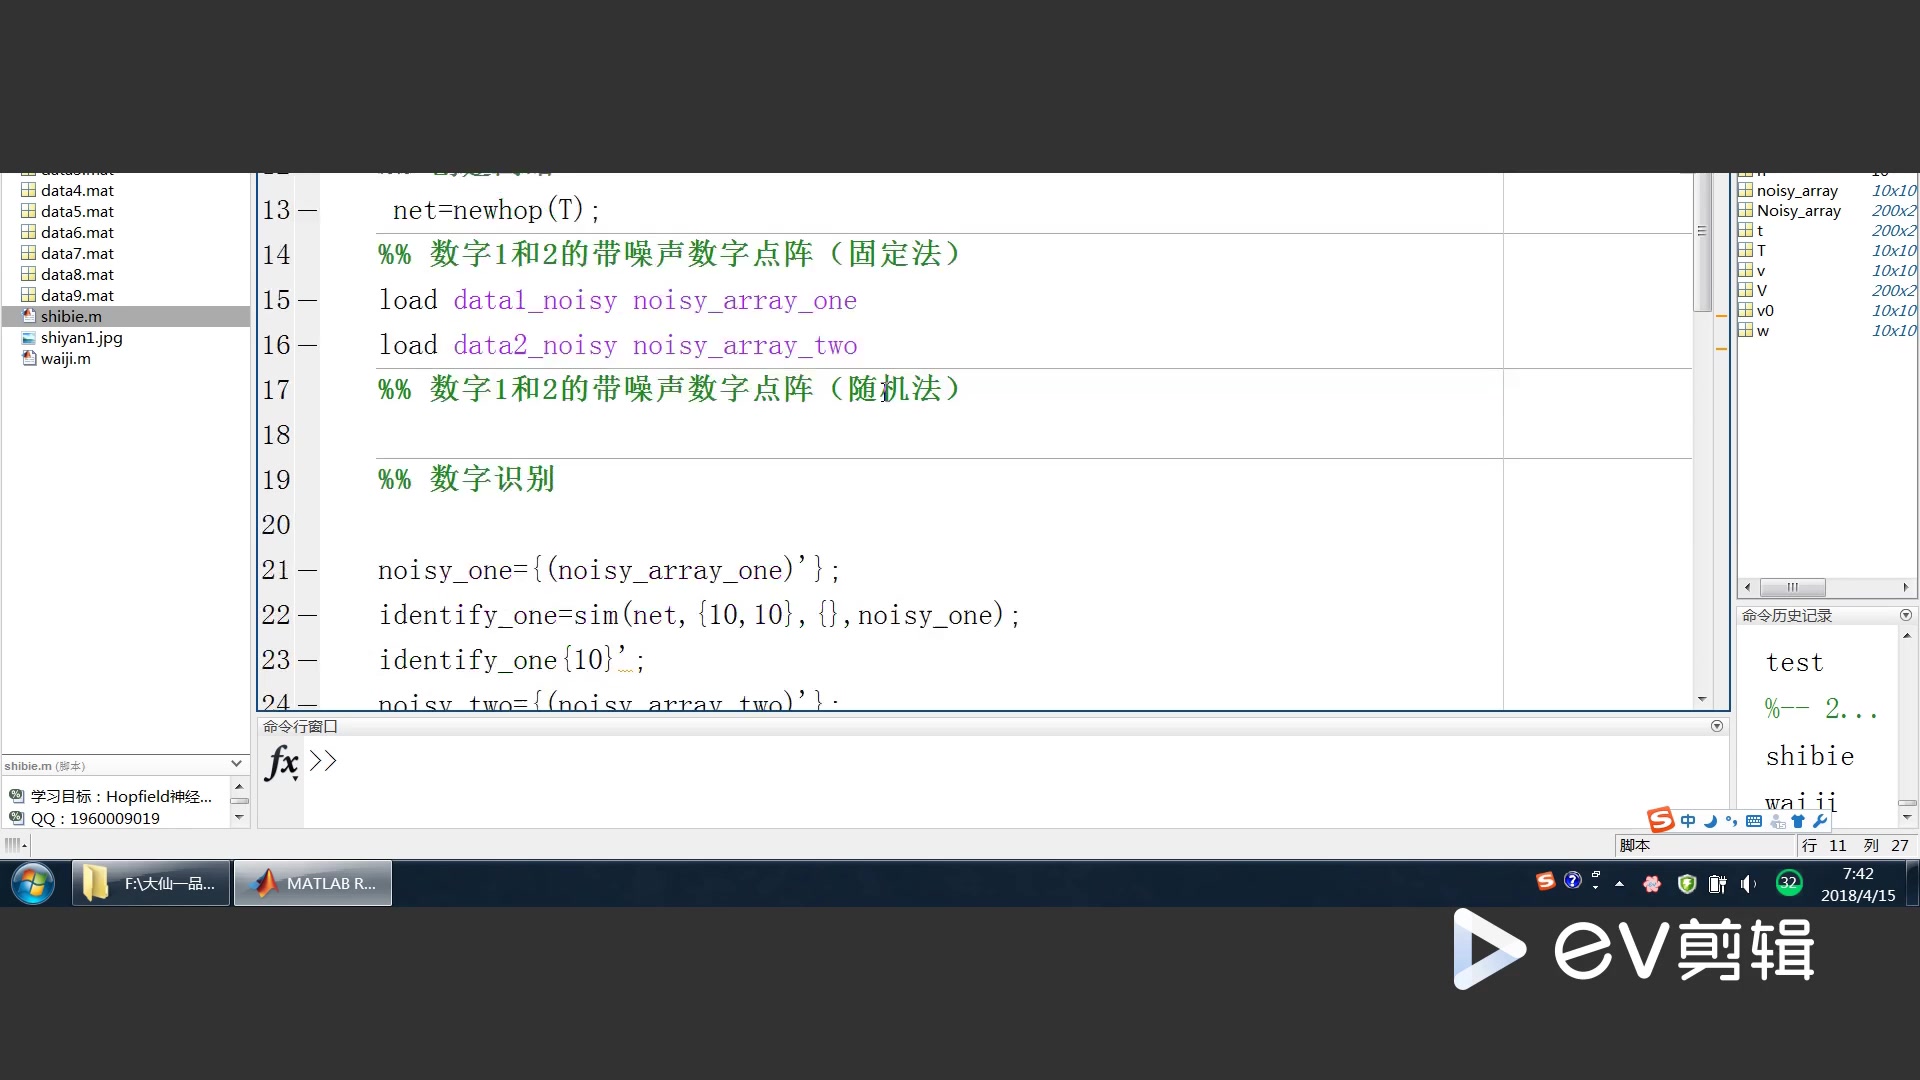 data4.mat
data5.mat
data6.mat
data7.mat
data8.mat
data9.mat
shibie.m
shiyan1.jpg
waiji.m
shibie.m (脚本)
学习目标：Hopfield神经...
QQ：1960009019
13 net=newhop(T);
14 %% 数字1和2的带噪声数字点阵（固定法）
15 load data1_noisy noisy_array_one
16 load data2_noisy noisy_array_two
17 %% 数字1和2的带噪声数字点阵（随机法）
18
19 %% 数字识别
20
21 noisy_one={(noisy_array_one)'};
22 identify_one=sim(net,{10,10},{},noisy_one);
23 identify_one{10}';
24 noisy_two={(noisy_array_two)'};
命令行窗口
fx >>
noisy_array 10x10
Noisy_array 200x2
t 200x2
T 10x10
v 10x10
V 200x2
v0 10x10
w 10x10
命令历史记录
test
%-- 2...
shibie
waiji
中
脚本
行 11 列 27
F:\大仙一品...
MATLAB R...
32
7:42
2018/4/15
EV剪辑